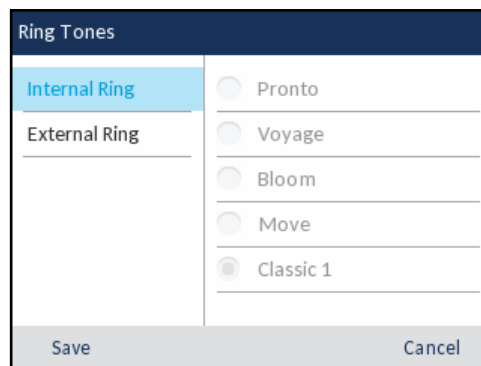 Ring Tones
Internal Ring
External Ring
Pronto
Voyage
Bloom
Move
Classic 1
Save
Cancel